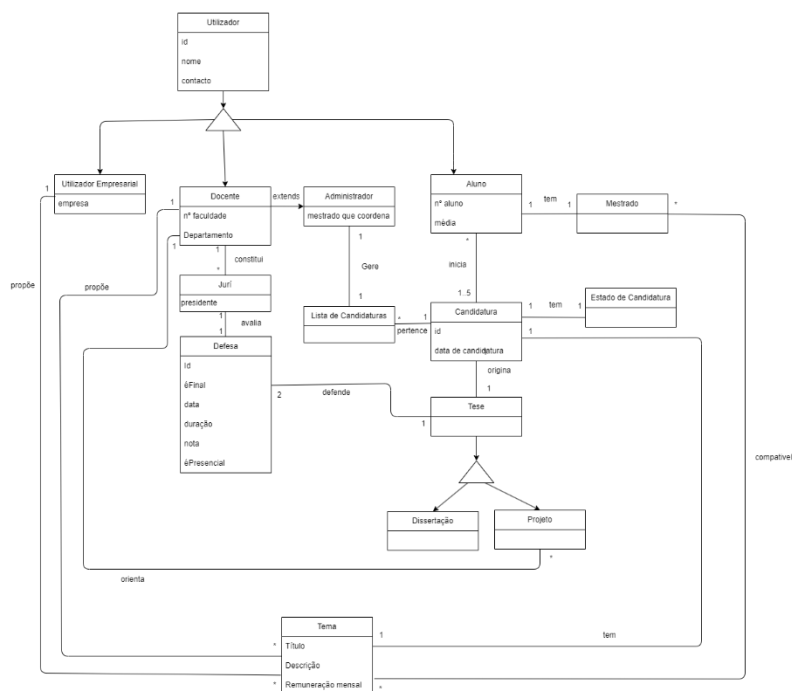 Utilizador
id
nome
contacto
1
Utilizador Empresarial
empresa
1
Docente
nº faculdade
Departamento
1
1
extends
Administrador
mestrado que coordena
1
Aluno
nº aluno
média
*
1
tem
1
Mestrado
*
constitui
*
Gere
inicia
propõe
propõe
Jurí
presidente
1
avalia
1
1
Lista de Candidaturas
*
pertence
1
1..5
Candidatura
id
data de candidatura
1
tem
1
Estado de Candidatura
1
Defesa
Id
éFinal
data
duração
nota
éPresencial
2
defende
1
origina
1
Tese
compativel
Dissertação
Projeto
*
orienta
Tema
Título
Descrição
Remuneração mensal
*
*
1
tem
*